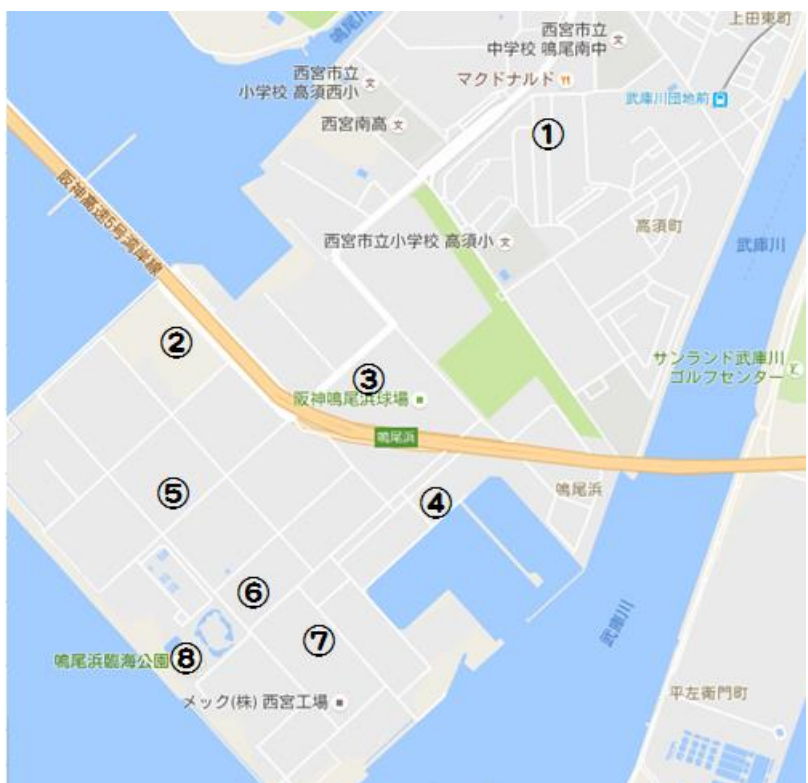 鳴尾川
西宮市立
中学校 鳴尾南中
上田東町
西宮市立
小学校 高須西小
マクドナルド
武庫川団地前
西宮南高
①
阪神高速5号湾岸線
西宮市立小学校 高須小
高須町
武庫川
②
サンランド武庫川
ゴルフセンター
③
阪神鳴尾浜球場
鳴尾浜
⑤
④
鳴尾浜
⑥
武庫川
⑦
鳴尾浜臨海公園
⑧
メック(株) 西宮工場
平左衛門町